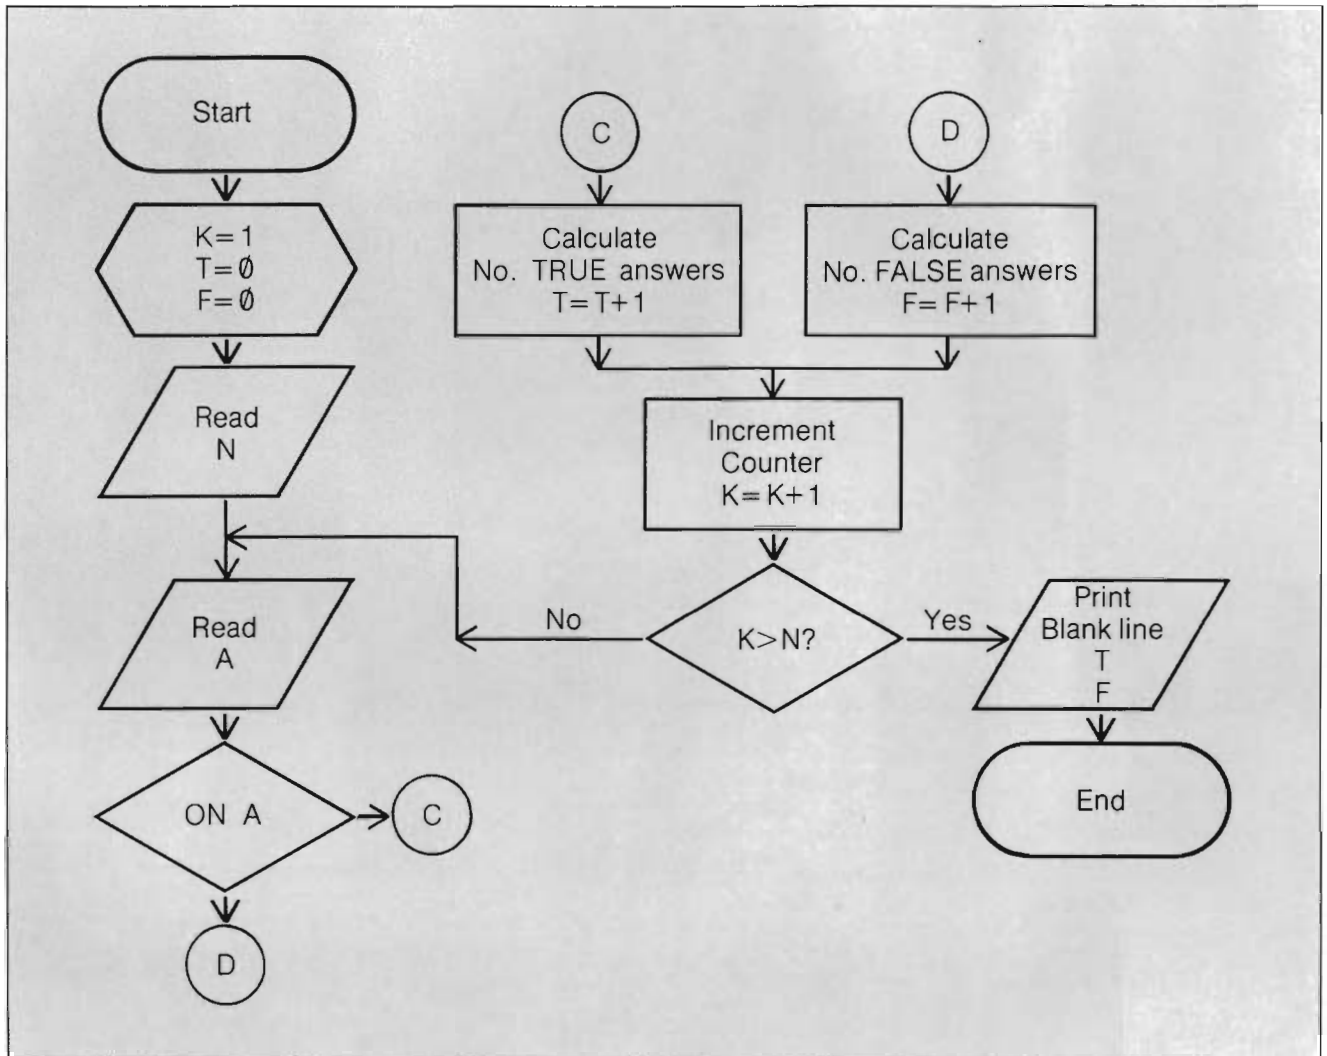 Start
K=1
T=Ø
F=Ø
Read
N
Read
A
ON A
C
D
C
Calculate
No. TRUE answers
T=T+1
D
Calculate
No. FALSE answers
F=F+1
Increment
Counter
K=K+1
K>N?
No
Yes
Print
Blank line
T
F
End